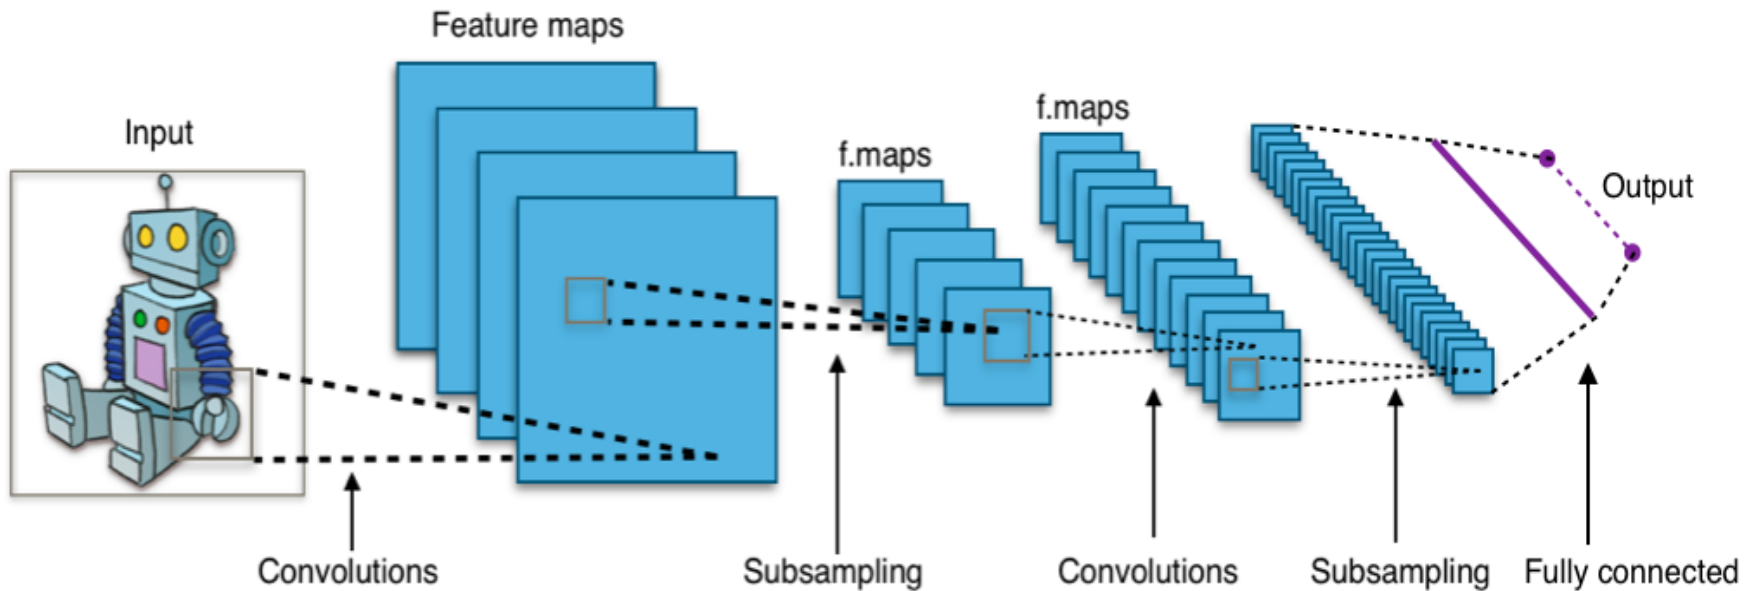 Feature maps
f.maps
Input
f.maps
Output
Convolutions
Subsampling
Convolutions
Subsampling
Fully connected